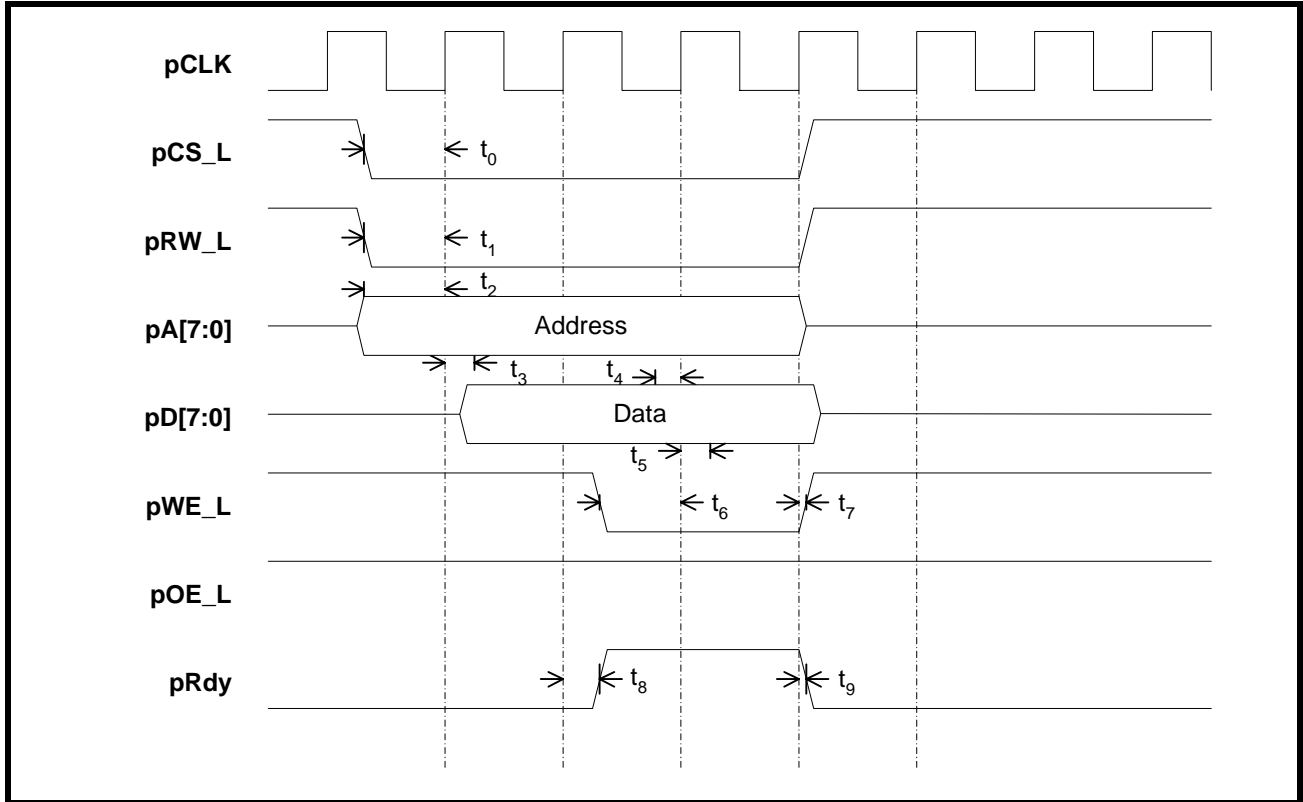 pCLK
pCS_L t0
pRW_L t1
t2
pA[7:0] Address
t3 t4
pD[7:0] Data
t5
pWE_L t6 t7
pOE_L
pRdy t8 t9